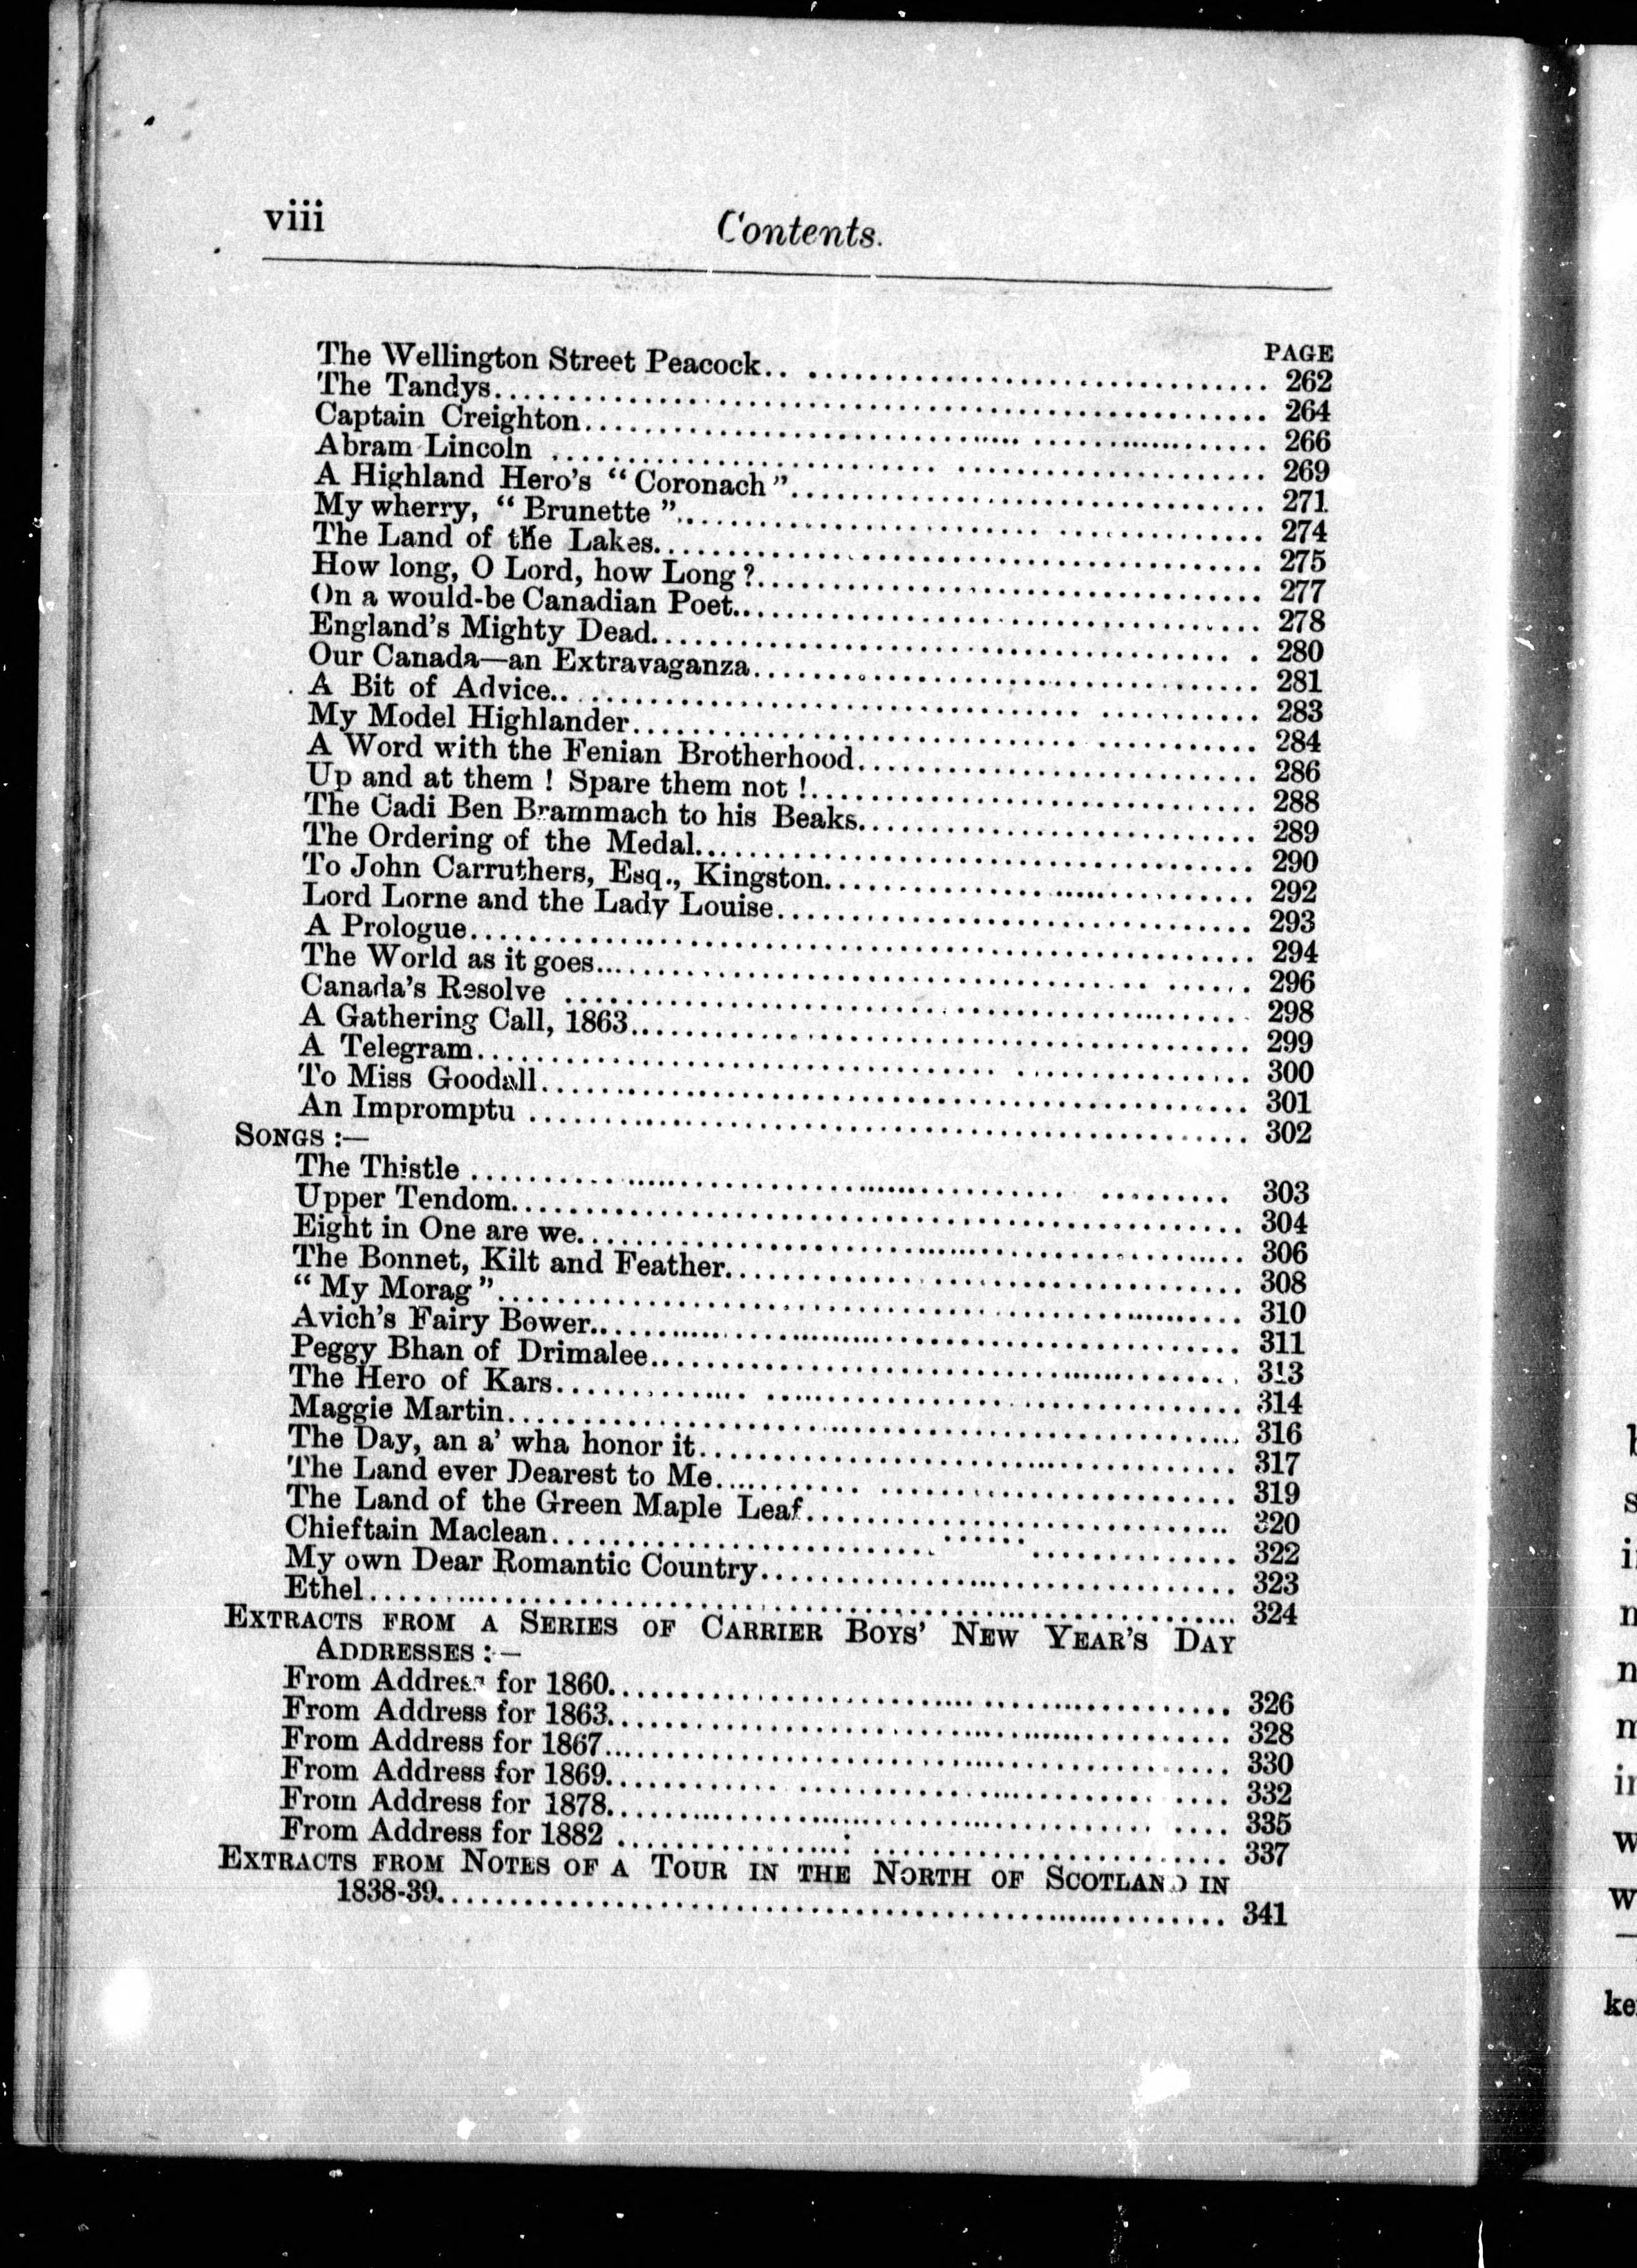 viii
Contents.
PAGE
The Wellington Street Peacock.. ................................ 262
The Tandys..................................................... 264
Captain Creighton.............................................. 266
Abram Lincoln ................................................. 269
A Highland Hero's "Coronach"................................... 271
My wherry, "Brunette".......................................... 274
The Land of the Lakes.......................................... 275
How long, O Lord, how Long?.................................... 277
On a would-be Canadian Poet.................................... 278
England's Mighty Dead.......................................... 280
Our Canada—an Extravaganza..................................... 281
A Bit of Advice................................................ 283
My Model Highlander............................................ 284
A Word with the Fenian Brotherhood............................. 286
Up and at them ! Spare them not !.............................. 288
The Cadi Ben Brammach to his Beaks............................. 289
The Ordering of the Medal...................................... 290
To John Carruthers, Esq., Kingston............................. 292
Lord Lorne and the Lady Louise................................. 293
A Prologue..................................................... 294
The World as it goes........................................... 296
Canada's Resolve .............................................. 298
A Gathering Call, 1863......................................... 299
A Telegram..................................................... 300
To Miss Goodall................................................ 301
An Impromptu .................................................. 302
SONGS :—
The Thistle ................................................... 303
Upper Tendom................................................... 304
Eight in One are we............................................ 306
The Bonnet, Kilt and Feather................................... 308
"My Morag"..................................................... 310
Avich's Fairy Bower............................................ 311
Peggy Bhan of Drimalee......................................... 313
The Hero of Kars............................................... 314
Maggie Martin.................................................. 316
The Day, an a' wha honor it.................................... 317
The Land ever Dearest to Me.................................... 319
The Land of the Green Maple Leaf............................... 320
Chieftain Maclean.............................................. 322
My own Dear Romantic Country................................... 323
Ethel.......................................................... 324
EXTRACTS FROM A SERIES OF CARRIER BOYS' NEW YEAR'S DAY
ADDRESSES :—
From Address for 1860.......................................... 326
From Address for 1863.......................................... 328
From Address for 1867.......................................... 330
From Address for 1869.......................................... 332
From Address for 1878.......................................... 335
From Address for 1882 ......................................... 337
EXTRACTS FROM NOTES OF A TOUR IN THE NORTH OF SCOTLAND IN
1838-39........................................................ 341